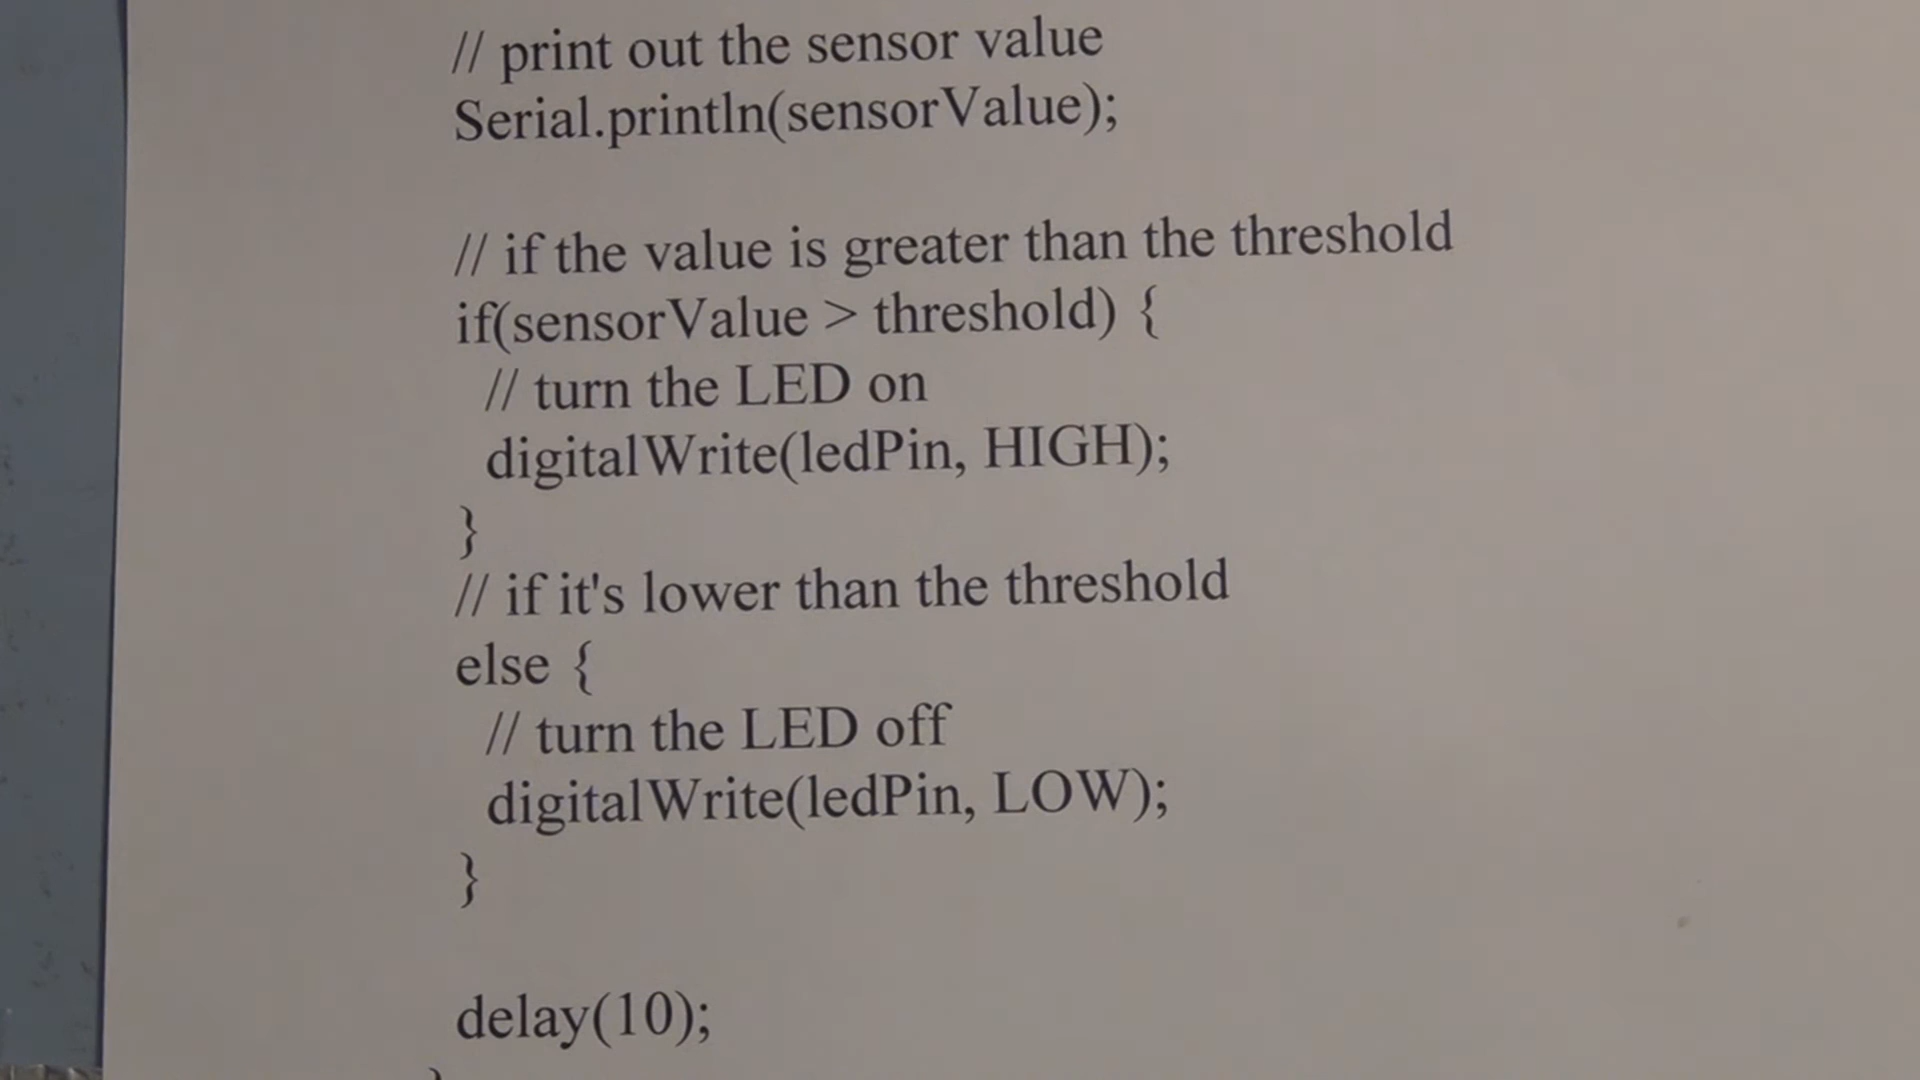 // print out the sensor value
Serial.println(sensorValue);
// if the value is greater than the threshold
if(sensorValue > threshold) {
// turn the LED on
digitalWrite(ledPin, HIGH);
}
// if it's lower than the threshold
else {
// turn the LED off
digitalWrite(ledPin, LOW);
}
delay(10);